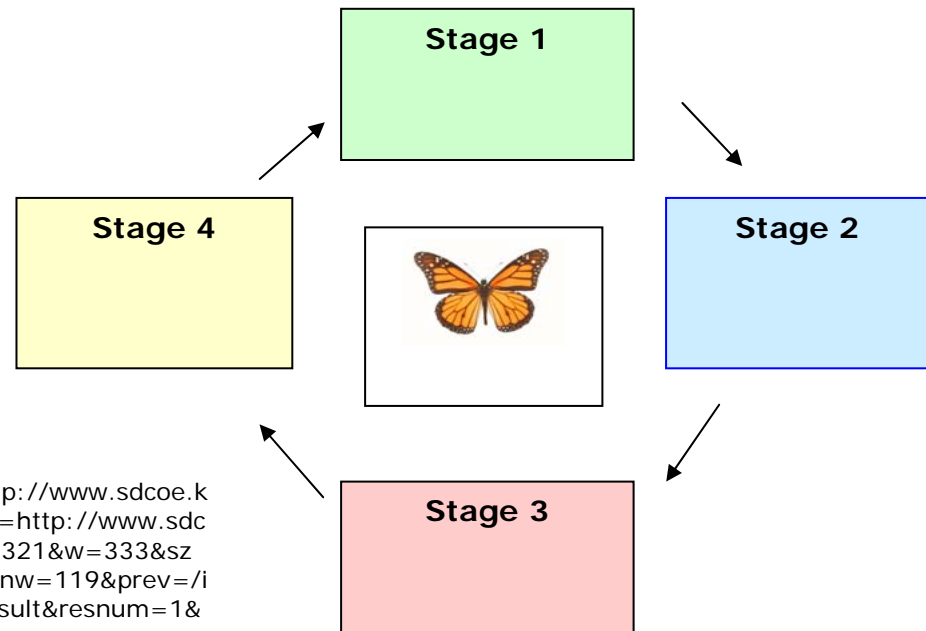 Stage 1
Stage 4
Stage 2
Stage 3
p://www.sdcoe.k
=http://www.sdc
321&w=333&sz
nw=119&prev=/i
sult&resnum=1&